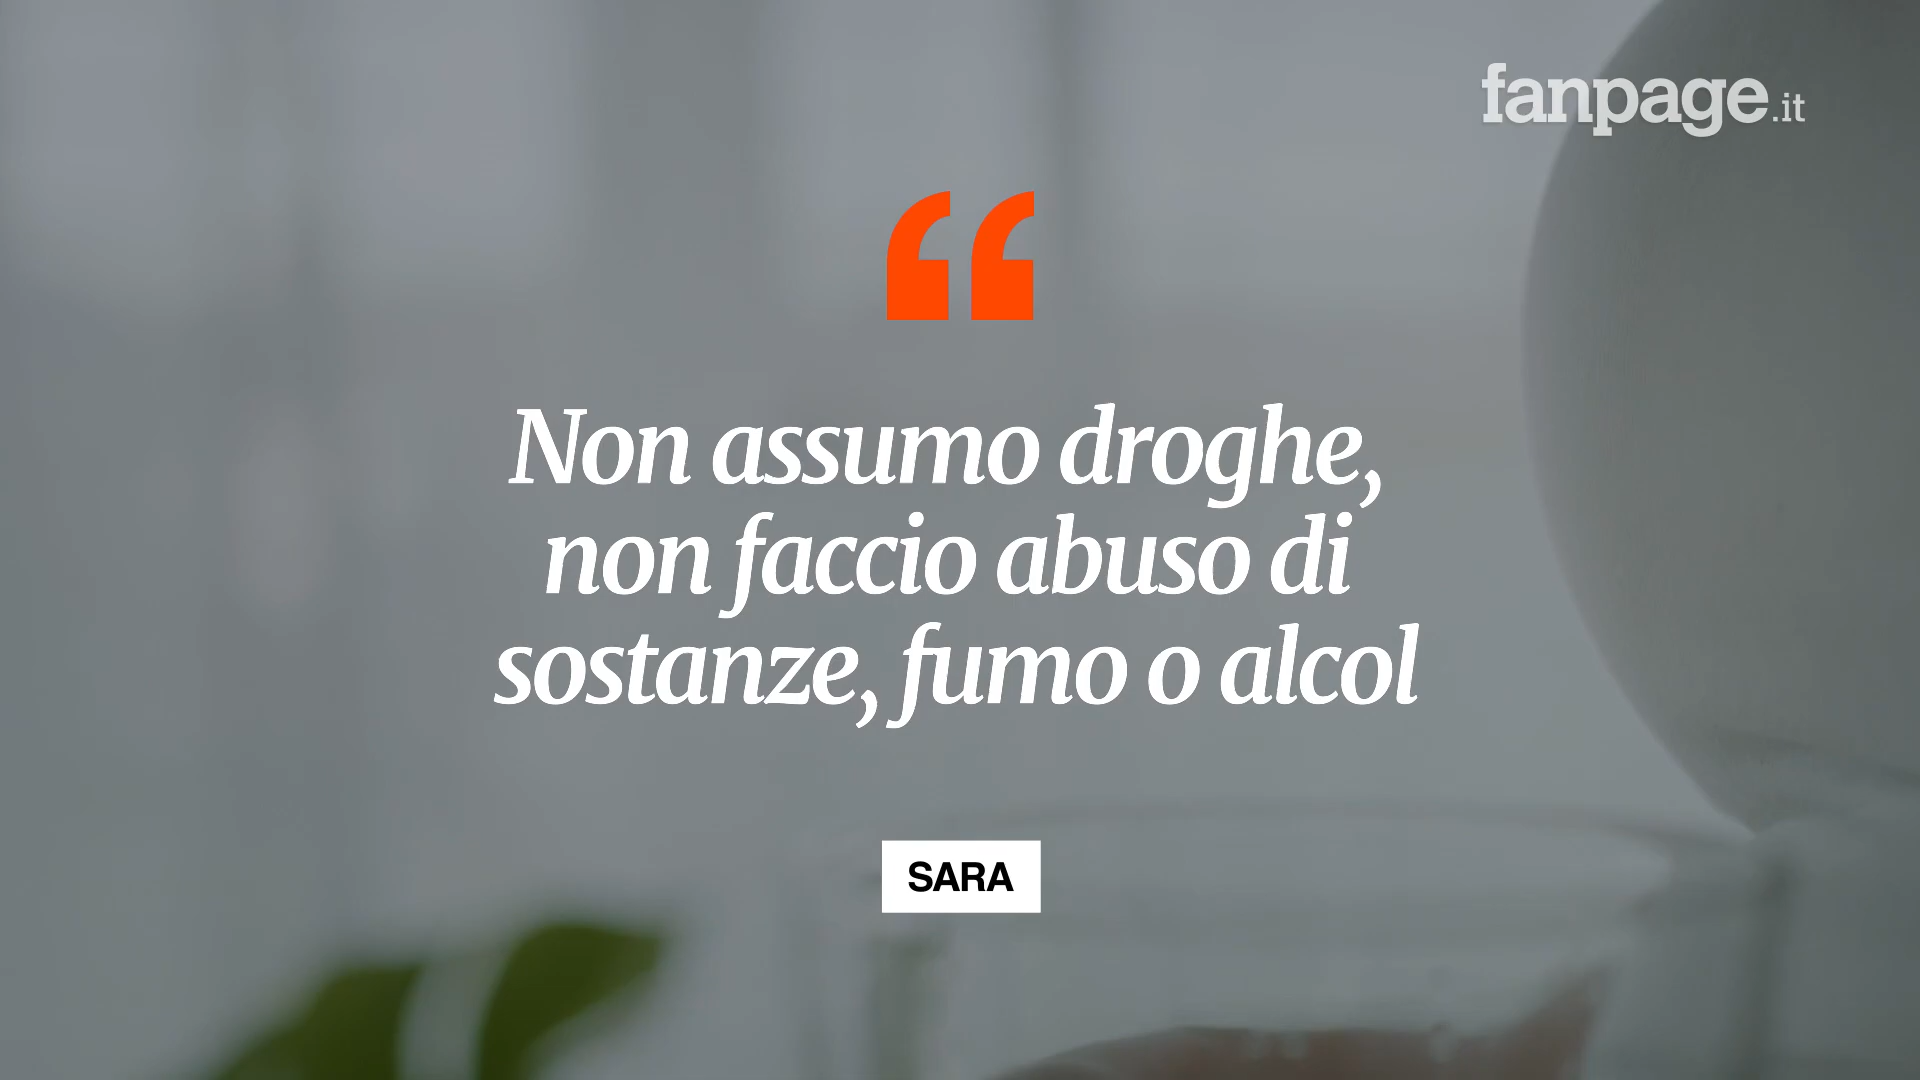 fanpage.it
“
Non assumo droghe,
non faccio abuso di
sostanze, fumo o alcol
SARA